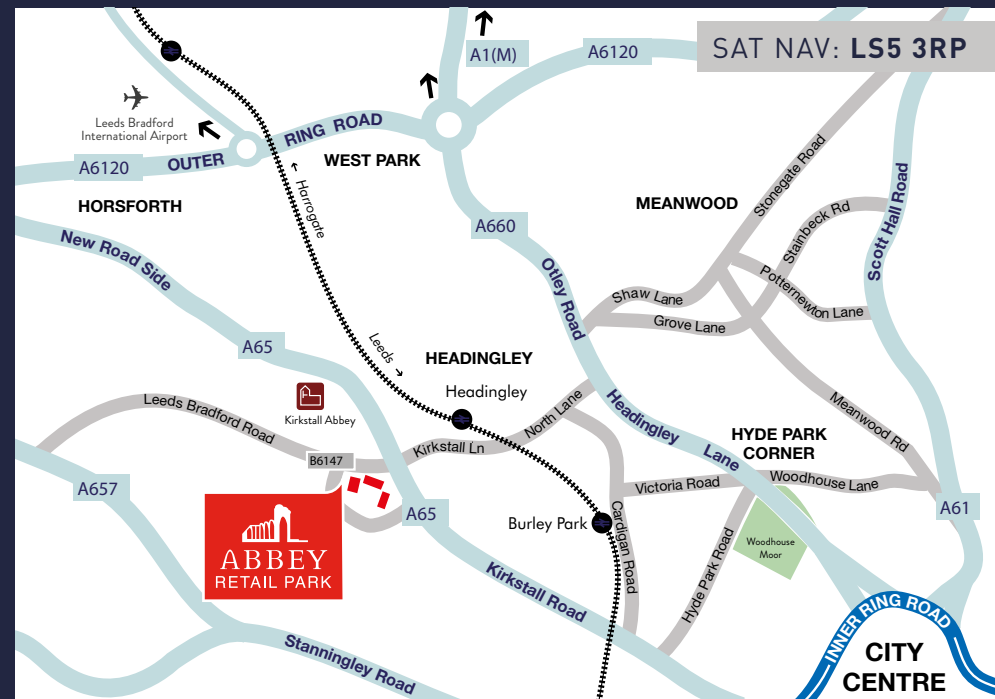 SAT NAV: LS5 3RP
A1(M)
A6120
Leeds Bradford
International Airport
OUTER
RING ROAD
A6120
WEST PARK
HORSFORTH
Harrogate
MEANWOOD
Stonegate Road
Stainbeck Rd
Scott Hall Road
A660
New Road Side
Otley Road
Potternewton Lane
Shaw Lane
Grove Lane
A65
Leeds
HEADINGLEY
Headingley
Kirkstall Abbey
Leeds Bradford Road
North Lane
Kirkstall Ln
B6147
Headingley
Lane
Meanwood Rd
HYDE PARK
CORNER
Woodhouse Lane
Victoria Road
A657
A65
A61
ABBEY
RETAIL PARK
Burley Park
Cardigan Road
Hyde Park Road
Woodhouse
Moor
Kirkstall Road
Stanningley Road
INNER RING ROAD
CITY
CENTRE